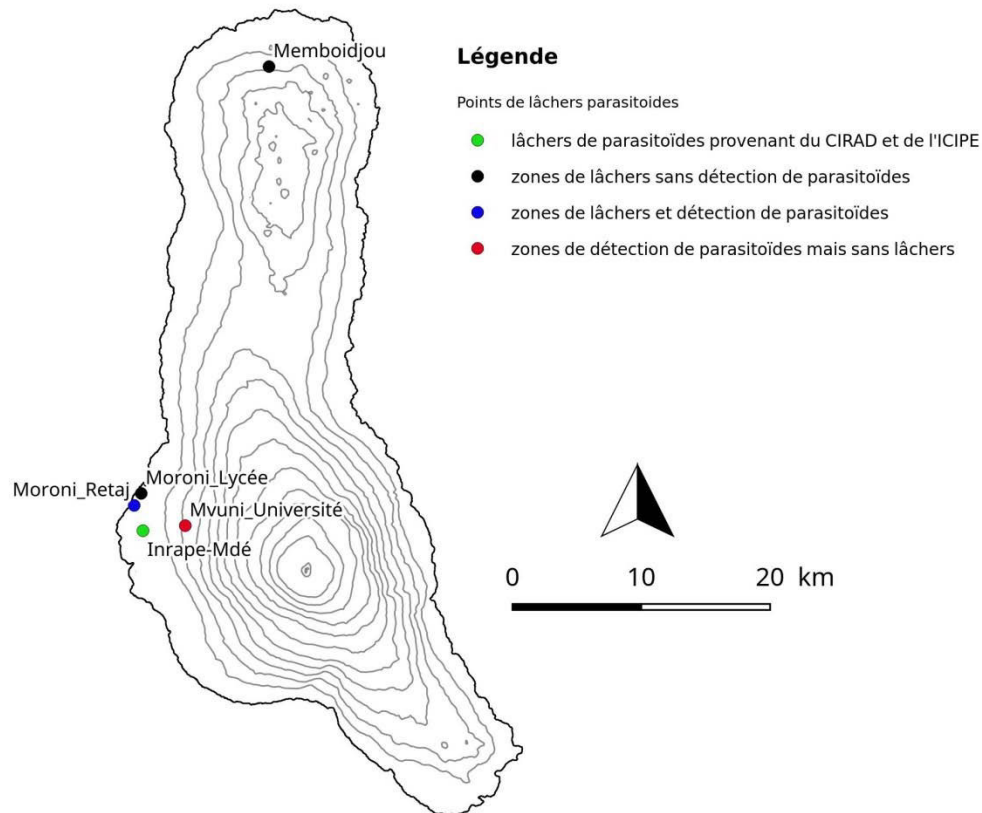 Memboidjou
Légende
Points de lâchers parasitoides
lâchers de parasitoïdes provenant du CIRAD et de l'ICIPE
zones de lâchers sans détection de parasitoïdes
zones de lâchers et détection de parasitoïdes
zones de détection de parasitoïdes mais sans lâchers
Moroni_Lycée
Moroni_Retaj
Mvuni_Université
Inrape-Mdé
0 10 20 km